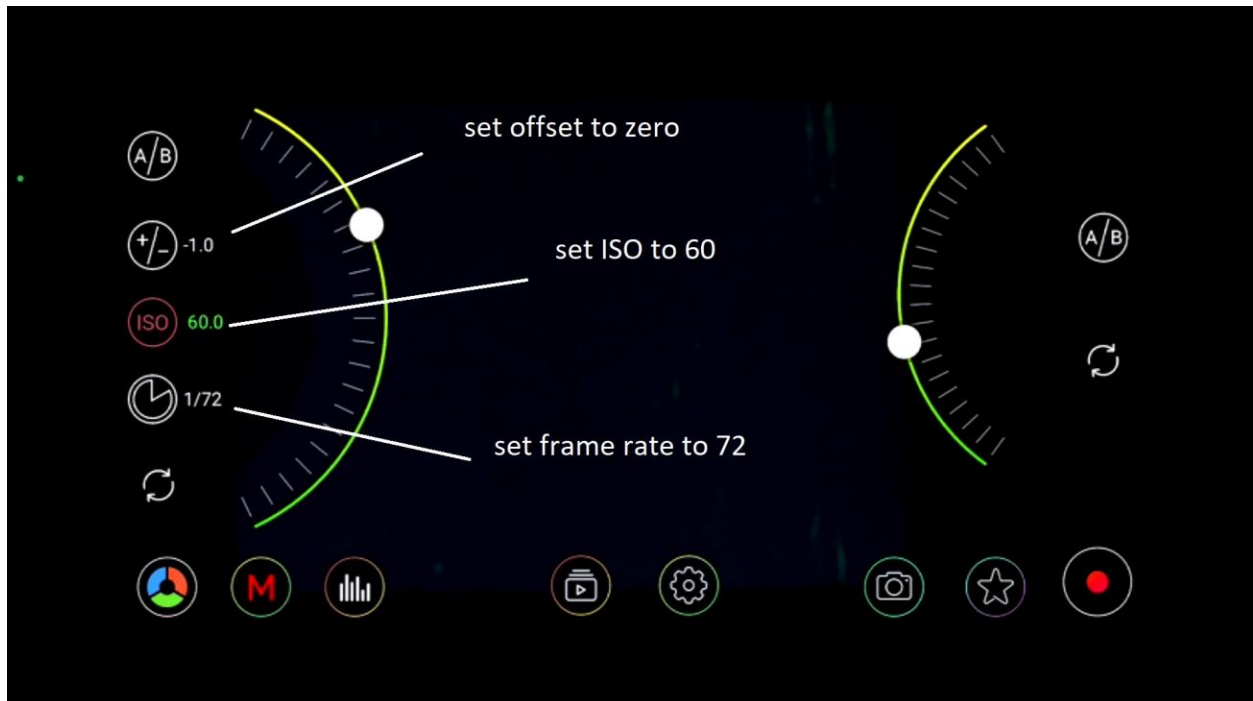 set offset to zero
A/B
+/- -1.0
A/B
set ISO to 60
ISO 60.0
1/72
set frame rate to 72
M